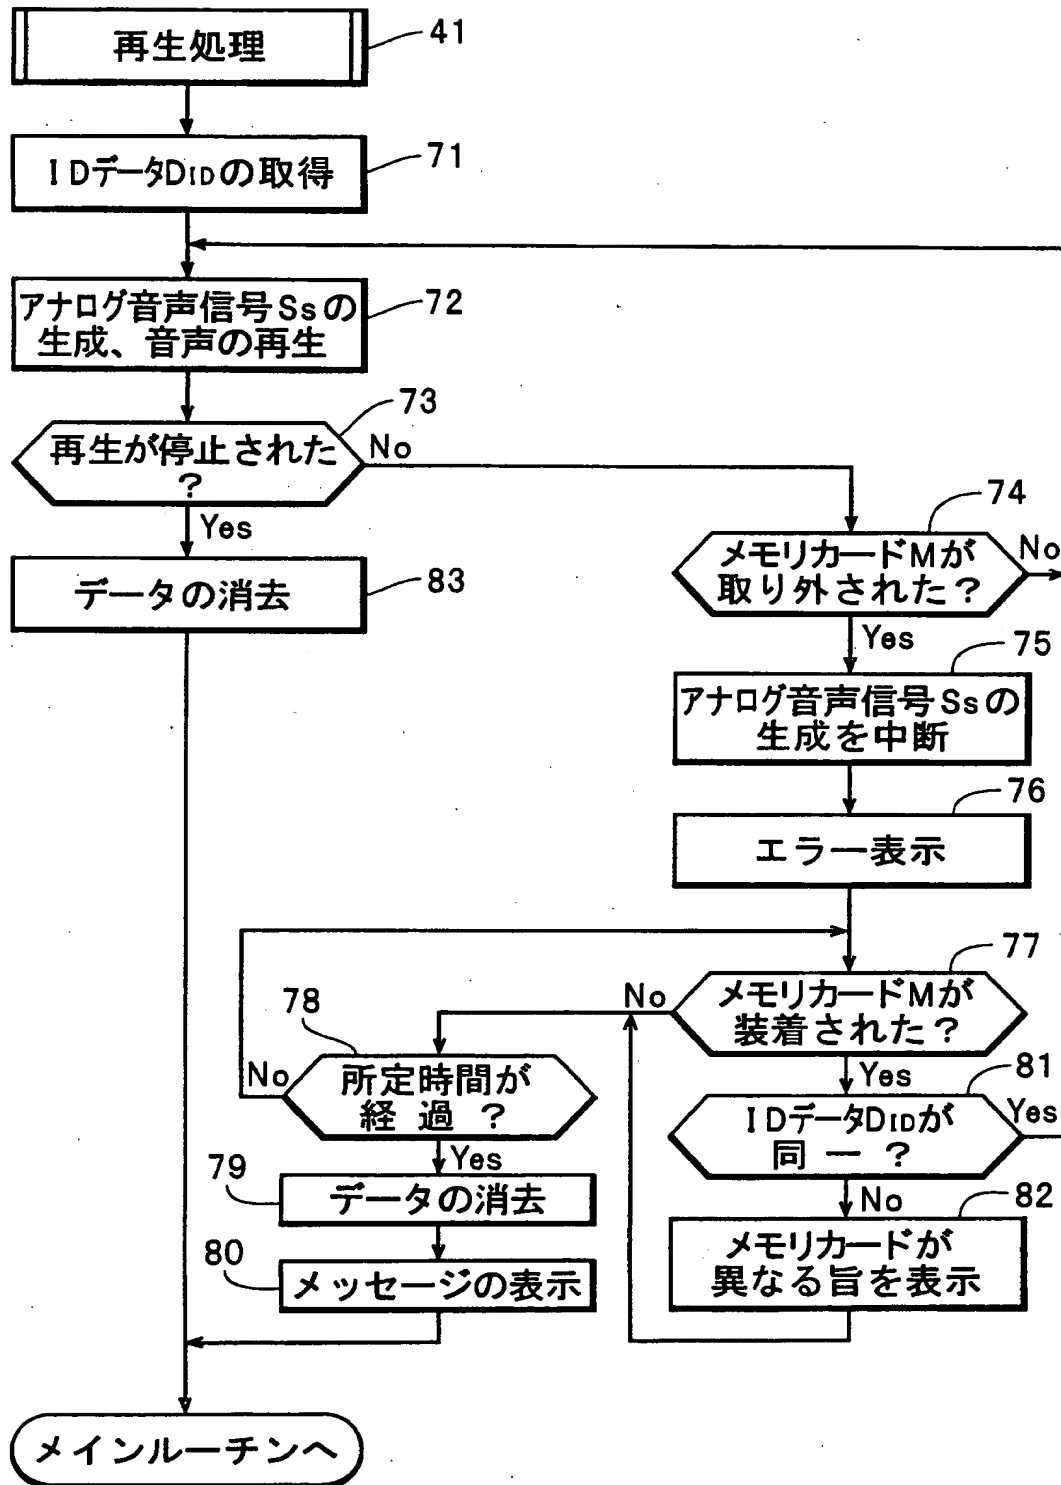 再生処理
41
IDデータDIDの取得
71
アナログ音声信号Ssの
生成、音声の再生
72
再生が停止された
?
73
No
Yes
データの消去
83
メモリカードMが
取り外された?
74
No
Yes
アナログ音声信号Ssの
生成を中断
75
エラー表示
76
メモリカードMが
装着された?
77
No
Yes
所定時間が
経過?
78
No
Yes
データの消去
79
メッセージの表示
80
IDデータDIDが
同一?
81
Yes
No
メモリカードが
異なる旨を表示
82
メインルーチンへ